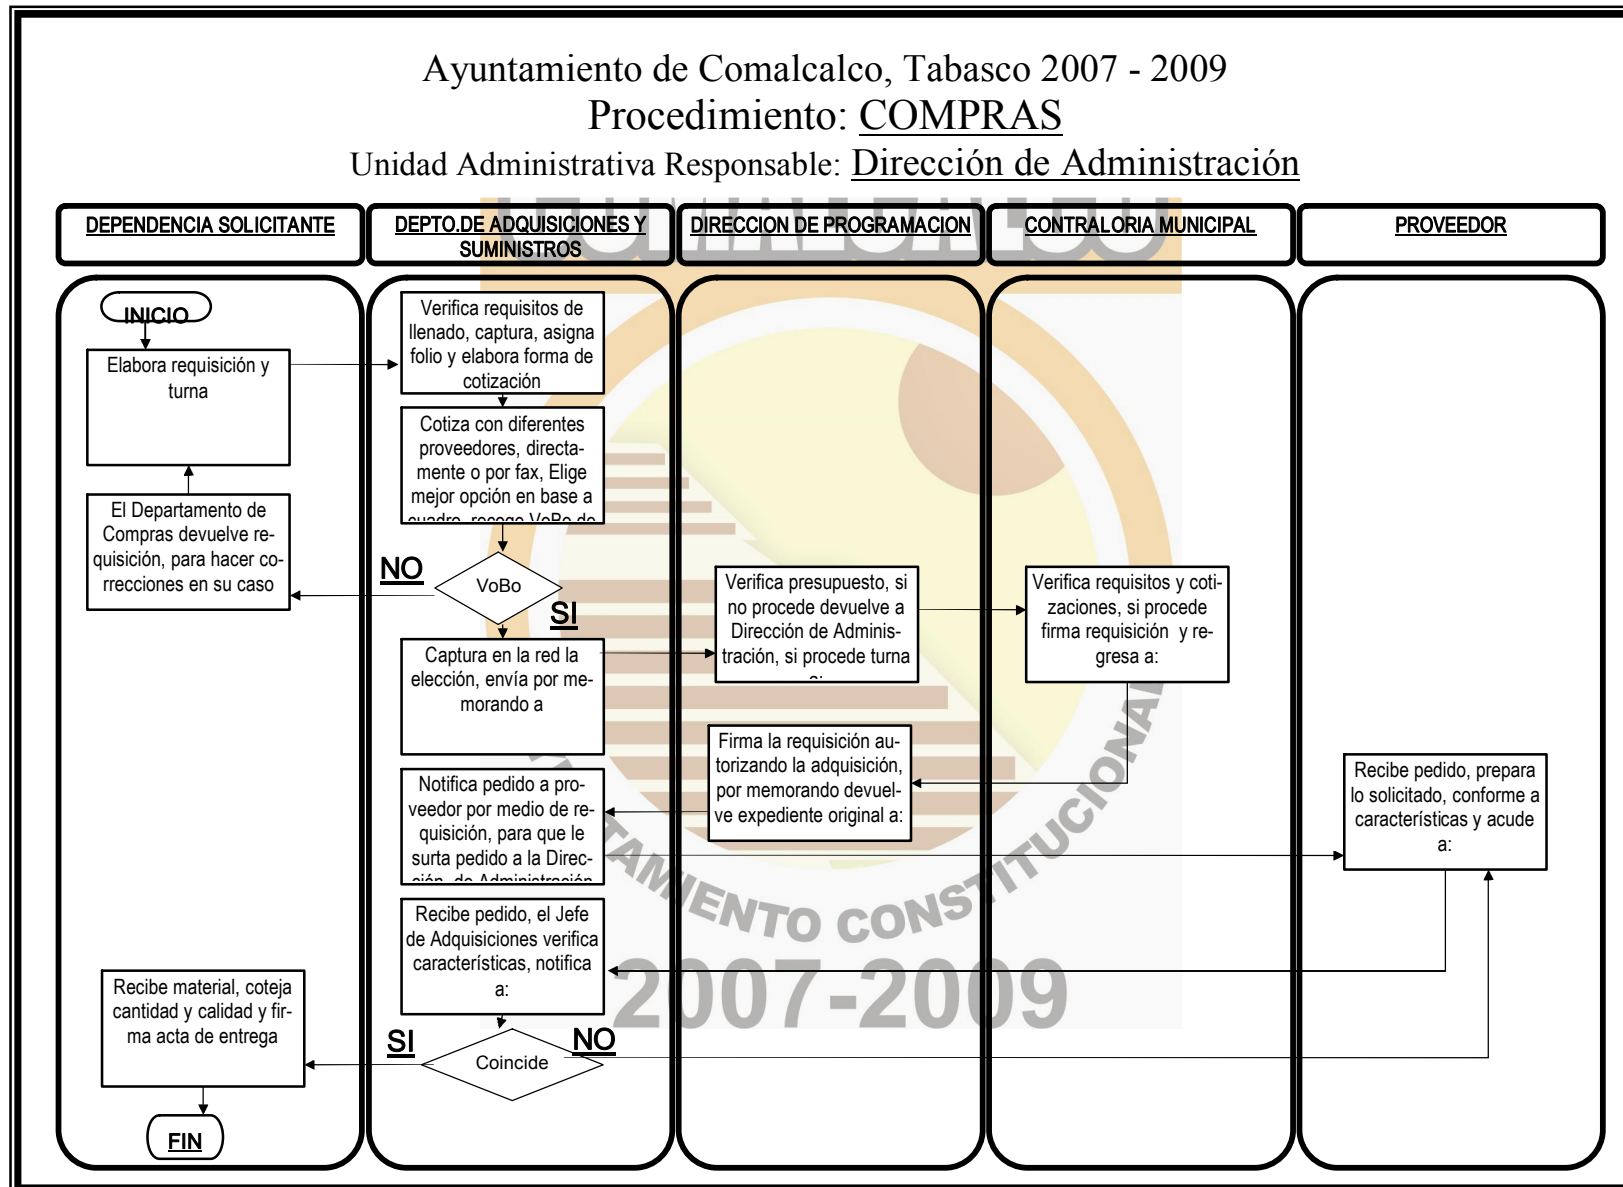 Ayuntamiento de Comalcalco, Tabasco 2007 - 2009
Procedimiento: COMPRAS
Unidad Administrativa Responsable: Dirección de Administración
DEPENDENCIA SOLICITANTE
DEPTO.DE ADQUISICIONES Y
SUMINISTROS
DIRECCION DE PROGRAMACION
CONTRALORIA MUNICIPAL
PROVEEDOR
INICIO
Elabora requisición y
turna
Verifica requisitos de
llenado, captura, asigna
folio y elabora forma de
cotización
Cotiza con diferentes
proveedores, directa-
mente o por fax, Elige
mejor opción en base a
cuadro, recoge VoBo de
El Departamento de
Compras devuelve re-
quisición, para hacer co-
rrecciones en su caso
NO
VoBo
SI
Captura en la red la
elección, envía por me-
morando a
Verifica presupuesto, si
no procede devuelve a
Dirección de Adminis-
tración, si procede turna
a:
Verifica requisitos y coti-
zaciones, si procede
firma requisición y re-
gresa a:
Firma la requisición au-
torizando la adquisición,
por memorando devuel-
ve expediente original a:
Notifica pedido a pro-
veedor por medio de re-
quisición, para que le
surta pedido a la Direc-
ción de Administración
Recibe pedido, prepara
lo solicitado, conforme a
características y acude
a:
Recibe pedido, el Jefe
de Adquisiciones verifica
características, notifica
a:
Recibe material, coteja
cantidad y calidad y fir-
ma acta de entrega
SI
Coincide
NO
FIN
COMALCALCO
AYUNTAMIENTO CONSTITUCIONAL
2007-2009